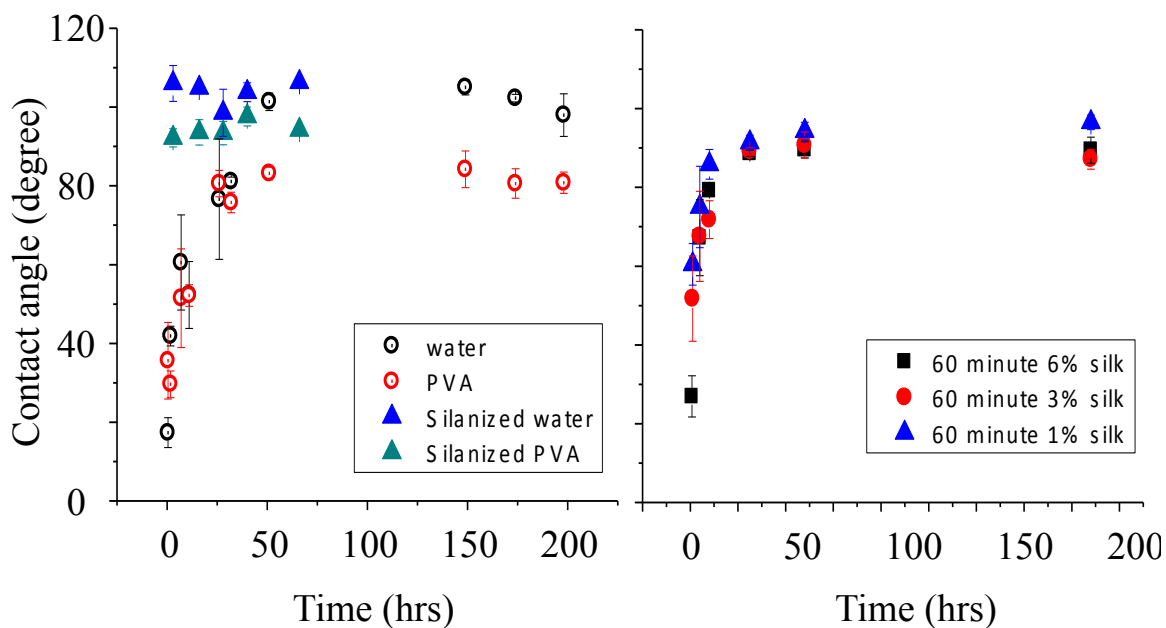 120
80
40
0
Contact angle (degree)
water
PVA
Silanized water
Silanized PVA
0 50 100 150 200
Time (hrs)
60 minute 6% silk
60 minute 3% silk
60 minute 1% silk
0 50 100 150 200
Time (hrs)